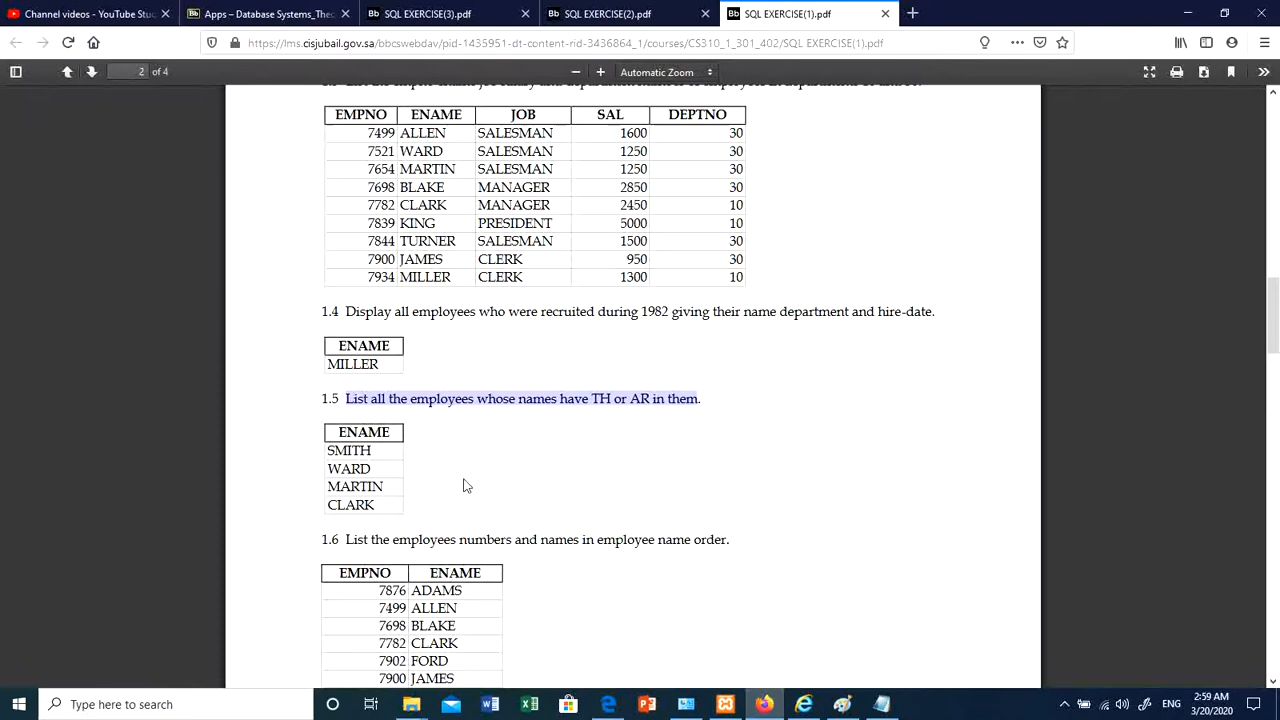 Channel videos - YouTube Stu
Apps – Database Systems_The
SQL EXERCISE(3).pdf
SQL EXERCISE(2).pdf
SQL EXERCISE(1).pdf
https://lms.cisjubail.gov.sa/bbcswebdav/pid-1435951-dt-content-rid-3436864_1/courses/CS310_1_301_402/SQL EXERCISE(1).pdf
2 of 4
Automatic Zoom
EMPNO ENAME JOB SAL DEPTNO
7499 ALLEN SALESMAN 1600 30
7521 WARD SALESMAN 1250 30
7654 MARTIN SALESMAN 1250 30
7698 BLAKE MANAGER 2850 30
7782 CLARK MANAGER 2450 10
7839 KING PRESIDENT 5000 10
7844 TURNER SALESMAN 1500 30
7900 JAMES CLERK 950 30
7934 MILLER CLERK 1300 10
1.4 Display all employees who were recruited during 1982 giving their name department and hire-date.
ENAME
MILLER
1.5 List all the employees whose names have TH or AR in them.
ENAME
SMITH
WARD
MARTIN
CLARK
1.6 List the employees numbers and names in employee name order.
EMPNO ENAME
7876 ADAMS
7499 ALLEN
7698 BLAKE
7782 CLARK
7902 FORD
7900 JAMES
Type here to search
ENG
2:59 AM
3/20/2020